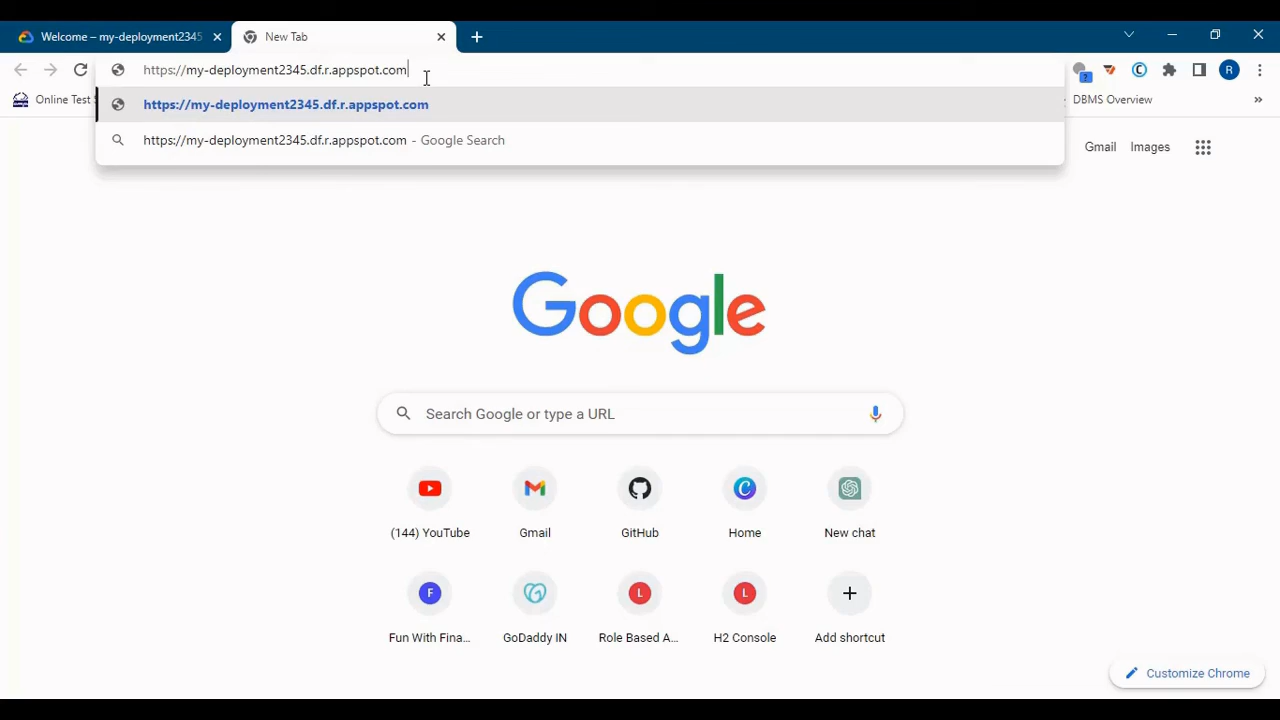 Welcome – my-deployment2345
New Tab
https://my-deployment2345.df.r.appspot.com
R
Online Test
DBMS Overview
»
https://my-deployment2345.df.r.appspot.com
https://my-deployment2345.df.r.appspot.com - Google Search
Gmail Images
Google
Search Google or type a URL
(144) YouTube
Gmail
GitHub
Home
New chat
F
L
L
Fun With Fina...
GoDaddy IN
Role Based A...
H2 Console
Add shortcut
Customize Chrome